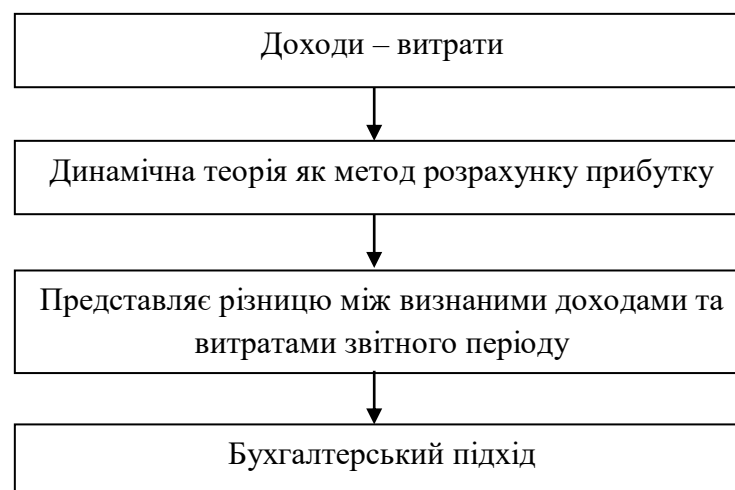 Доходи – витрати
Динамічна теорія як метод розрахунку прибутку
Представляє різницю між визнаними доходами та
витратами звітного періоду
Бухгалтерський підхід